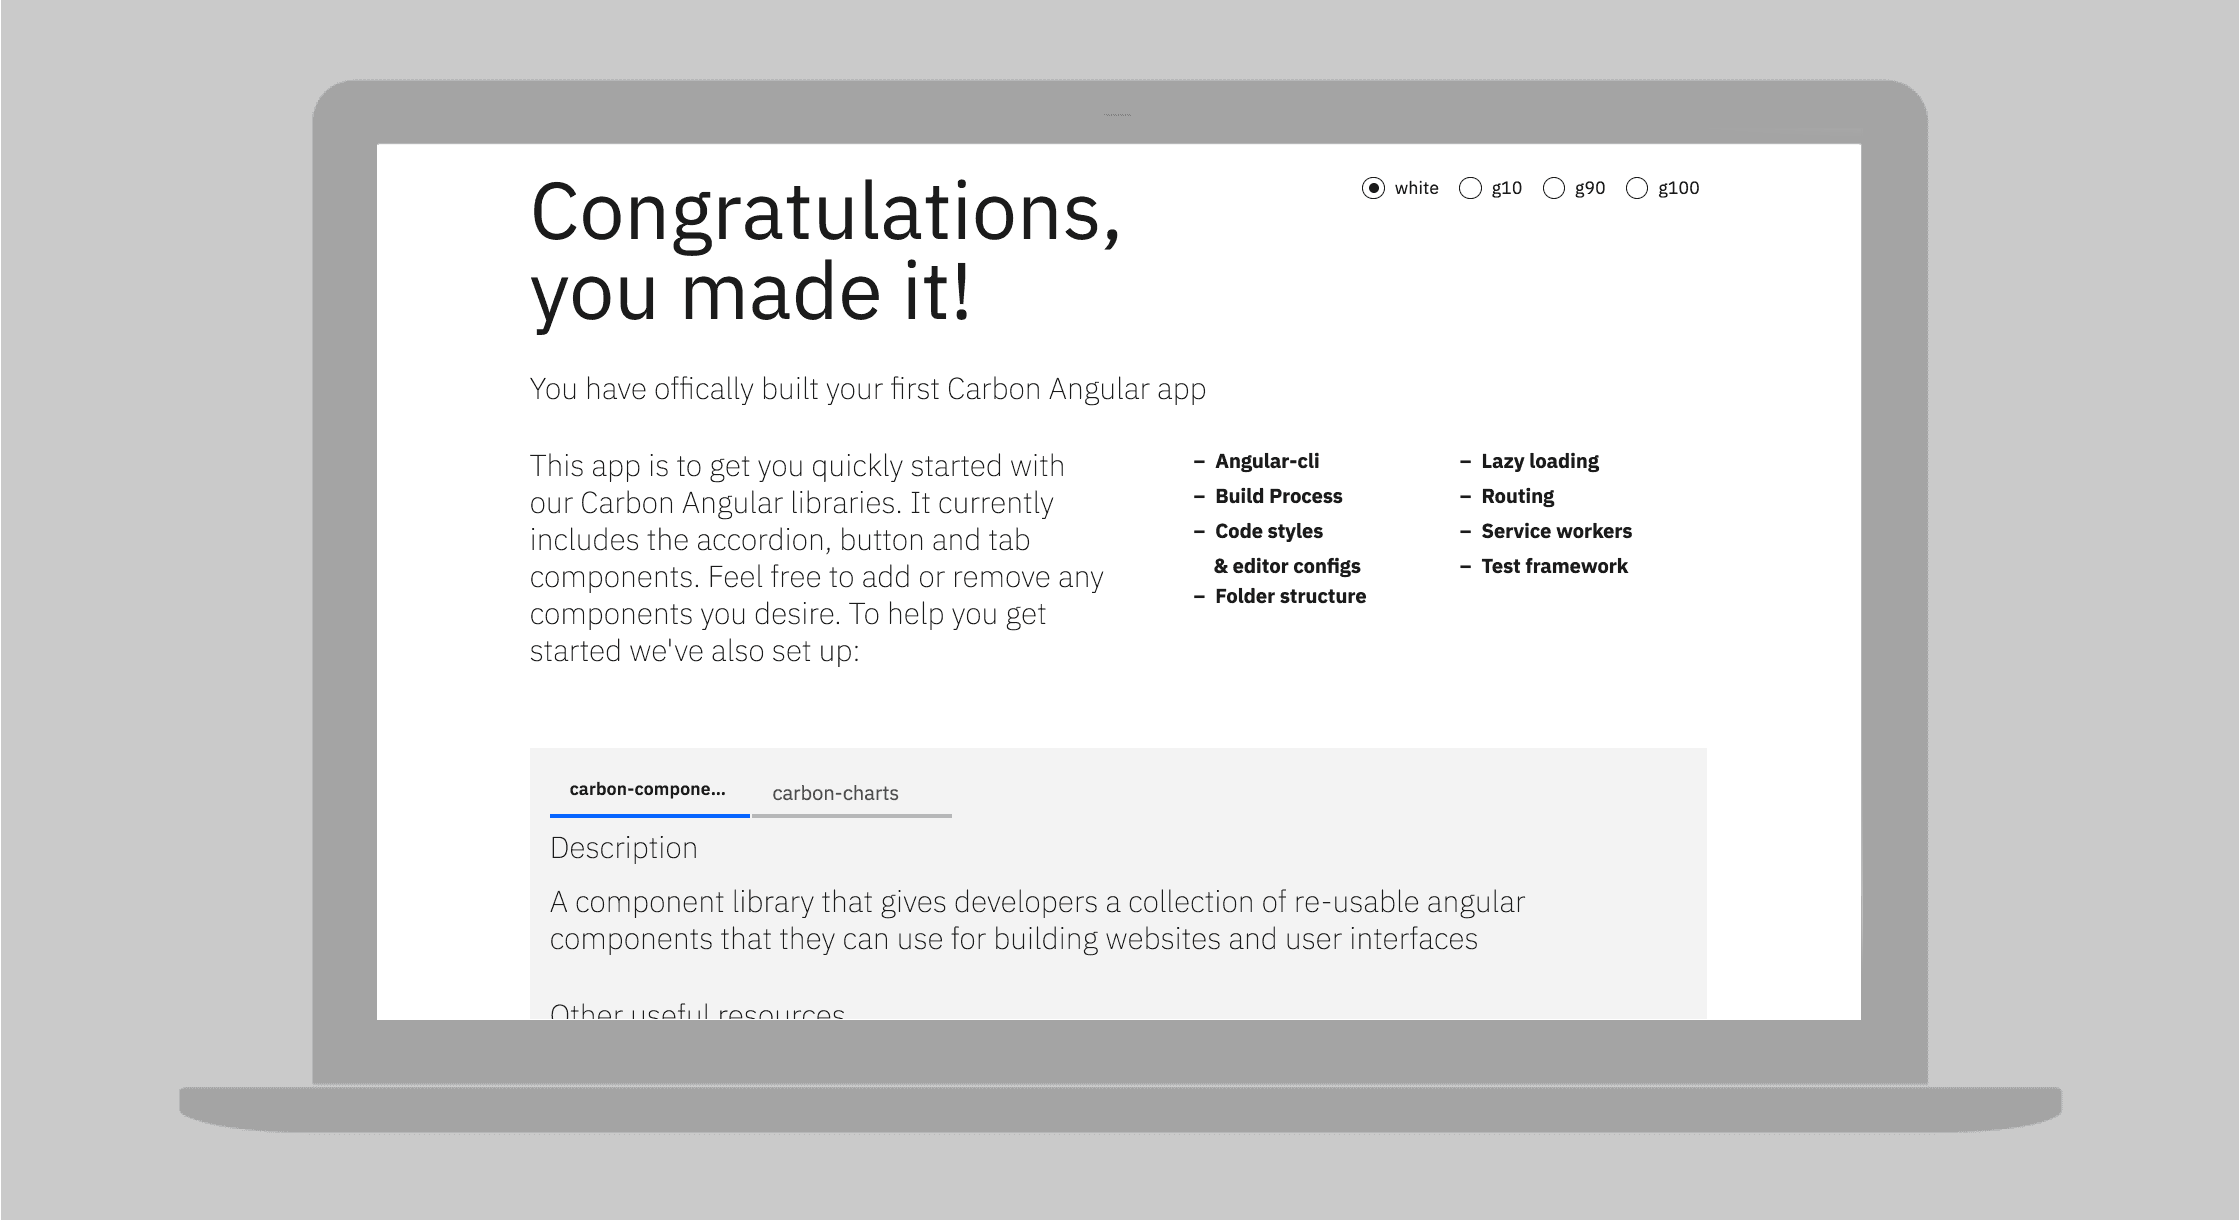 Congratulations,
you made it!
white g10 g90 g100
You have offically built your first Carbon Angular app
This app is to get you quickly started with
our Carbon Angular libraries. It currently
includes the accordion, button and tab
components. Feel free to add or remove any
components you desire. To help you get
started we've also set up:
– Angular-cli
– Build Process
– Code styles
& editor configs
– Folder structure
– Lazy loading
– Routing
– Service workers
– Test framework
carbon-compone... carbon-charts
Description
A component library that gives developers a collection of re-usable angular
components that they can use for building websites and user interfaces
Other useful resources